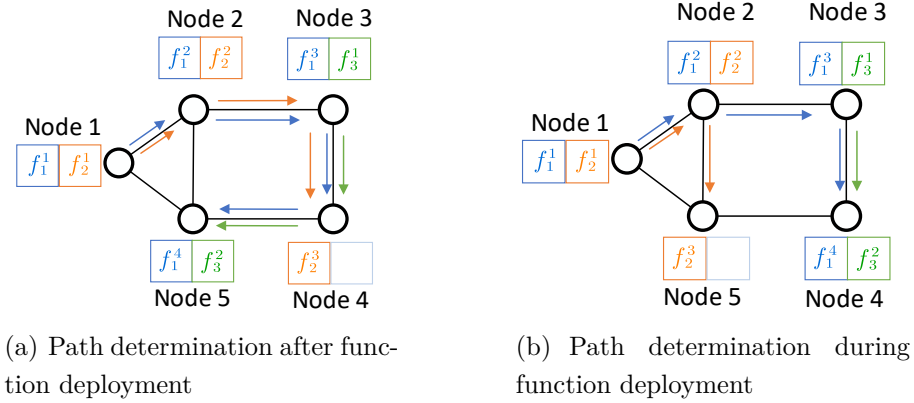 Node 2
Node 3
f_1^2 f_2^2
f_1^3 f_3^1
Node 1
f_1^1 f_2^1
f_1^4 f_3^2
f_2^3
Node 5
Node 4
(a) Path determination after func-
tion deployment
Node 2
Node 3
f_1^2 f_2^2
f_1^3 f_3^1
Node 1
f_1^1 f_2^1
f_2^3
f_1^4 f_3^2
Node 5
Node 4
(b) Path determination during
function deployment